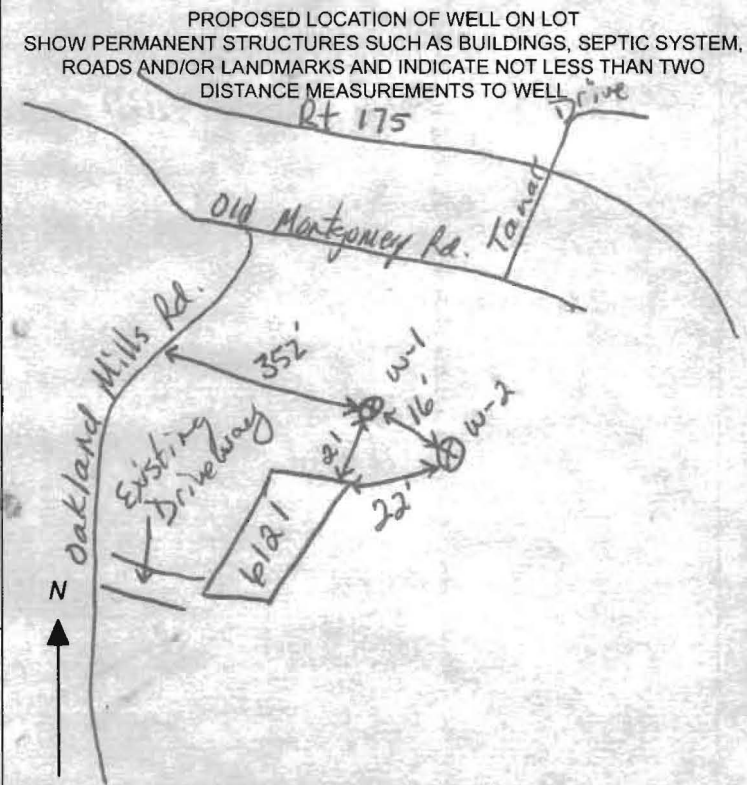 PROPOSED LOCATION OF WELL ON LOT
SHOW PERMANENT STRUCTURES SUCH AS BUILDINGS, SEPTIC SYSTEM,
ROADS AND/OR LANDMARKS AND INDICATE NOT LESS THAN TWO
DISTANCE MEASUREMENTS TO WELL
Drive
Rt 175
Tamar
Old Montgomery Rd.
Oakland Mills Rd.
352'
W-1
16'
W-2
2'
22'
Existing
Driveway
6121
N